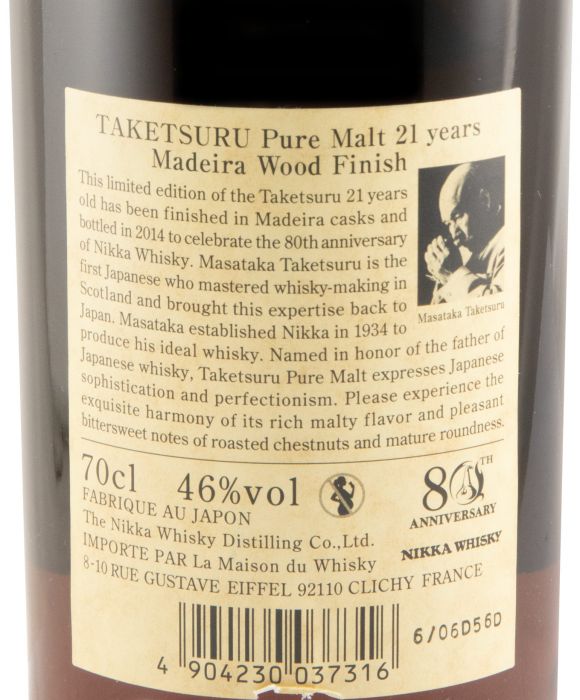 TAKETSURU Pure Malt 21 years
Madeira Wood Finish
This limited edition of the Taketsuru 21 years
old has been finished in Madeira casks and
bottled in 2014 to celebrate the 80th anniversary
of Nikka Whisky. Masataka Taketsuru is the
first Japanese who mastered whisky-making in
Scotland and brought this expertise back to
Japan. Masataka established Nikka in 1934 to
produce his ideal whisky. Named in honor of the father of
Japanese whisky, Taketsuru Pure Malt expresses Japanese
sophistication and perfectionism. Please experience the
exquisite harmony of its rich malty flavor and pleasant
bittersweet notes of roasted chestnuts and mature roundness.
Masataka Taketsuru
70cl 46%vol
FABRIQUE AU JAPON
The Nikka Whisky Distilling Co.,Ltd.
IMPORTE PAR La Maison du Whisky
8-10 RUE GUSTAVE EIFFEL 92110 CLICHY FRANCE
80TH
ANNIVERSARY
NIKKA WHISKY
6/06D56D
4 904230 037316